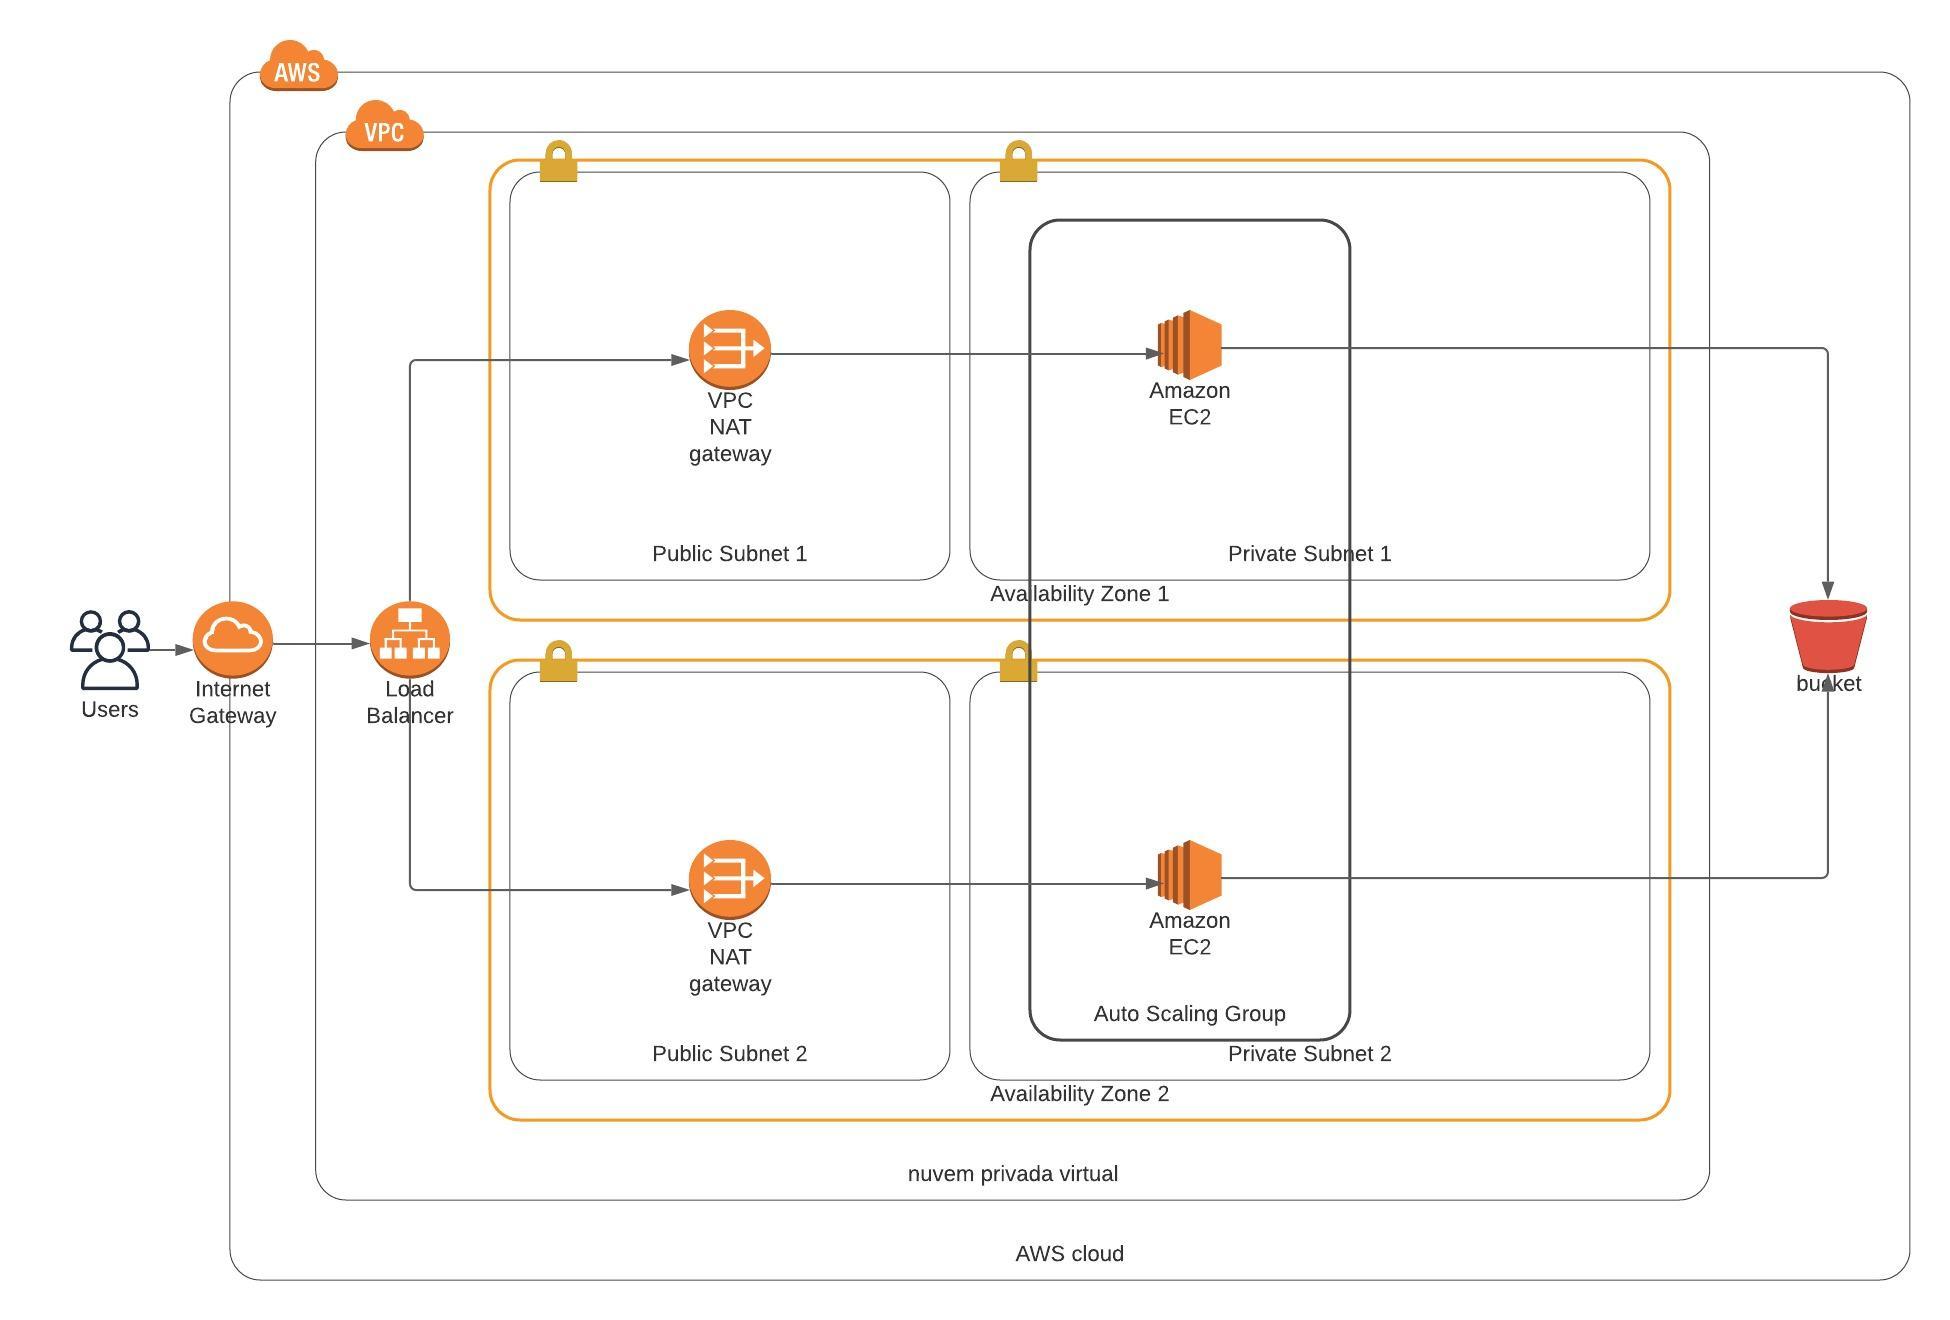 AWS
VPC
VPC
NAT
gateway
Amazon
EC2
Public Subnet 1
Private Subnet 1
Availability Zone 1
Users
Internet
Gateway
Load
Balancer
bucket
VPC
NAT
gateway
Amazon
EC2
Auto Scaling Group
Public Subnet 2
Private Subnet 2
Availability Zone 2
nuvem privada virtual
AWS cloud